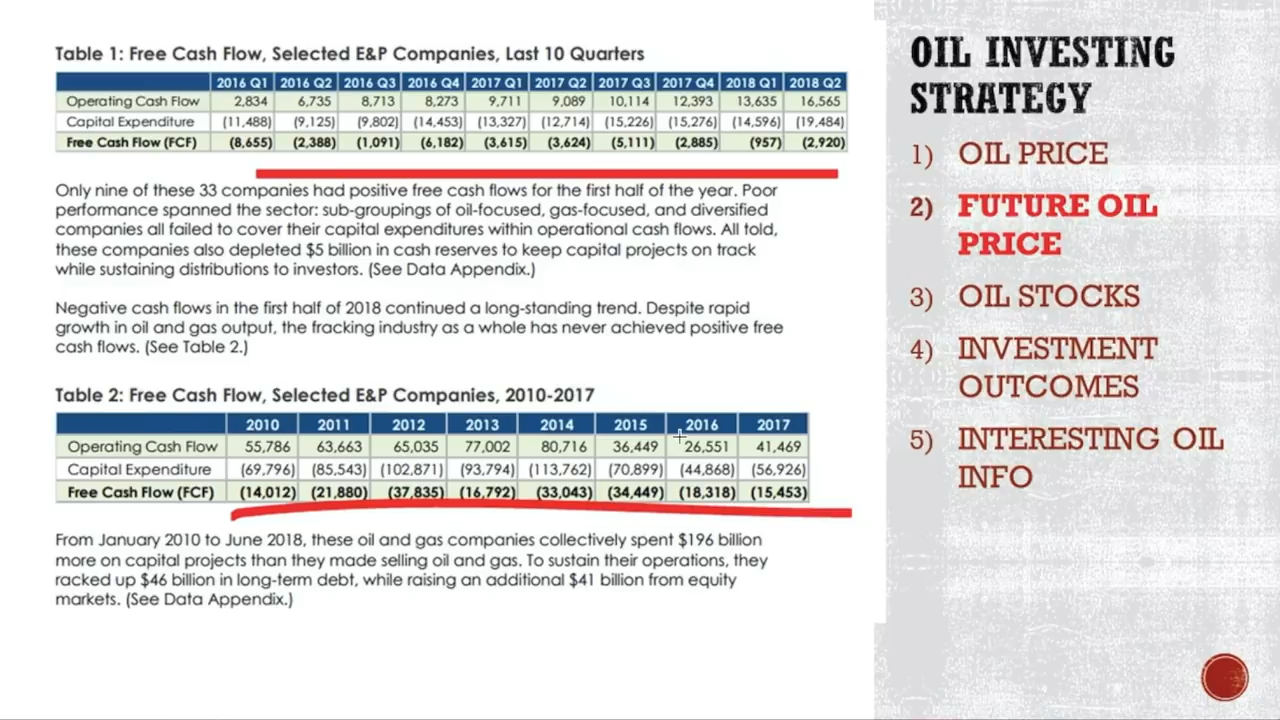 Table 1: Free Cash Flow, Selected E&P Companies, Last 10 Quarters
2016 Q1 2016 Q2 2016 Q3 2016 Q4 2017 Q1 2017 Q2 2017 Q3 2017 Q4 2018 Q1 2018 Q2
Operating Cash Flow 2,834 6,735 8,713 8,273 9,711 9,089 10,114 12,393 13,635 16,565
Capital Expenditure (11,488) (9,125) (9,802) (14,453) (13,327) (12,714) (15,226) (15,276) (14,596) (19,484)
Free Cash Flow (FCF) (8,655) (2,388) (1,091) (6,182) (3,615) (3,624) (5,111) (2,885) (957) (2,920)
Only nine of these 33 companies had positive free cash flows for the first half of the year. Poor
performance spanned the sector: sub-groupings of oil-focused, gas-focused, and diversified
companies all failed to cover their capital expenditures within operational cash flows. All told,
these companies also depleted $5 billion in cash reserves to keep capital projects on track
while sustaining distributions to investors. (See Data Appendix.)
Negative cash flows in the first half of 2018 continued a long-standing trend. Despite rapid
growth in oil and gas output, the fracking industry as a whole has never achieved positive free
cash flows. (See Table 2.)
Table 2: Free Cash Flow, Selected E&P Companies, 2010-2017
2010 2011 2012 2013 2014 2015 2016 2017
Operating Cash Flow 55,786 63,663 65,035 77,002 80,716 36,449 26,551 41,469
Capital Expenditure (69,796) (85,543) (102,871) (93,794) (113,762) (70,899) (44,868) (56,926)
Free Cash Flow (FCF) (14,012) (21,880) (37,835) (16,792) (33,043) (34,449) (18,318) (15,453)
From January 2010 to June 2018, these oil and gas companies collectively spent $196 billion
more on capital projects than they made selling oil and gas. To sustain their operations, they
racked up $46 billion in long-term debt, while raising an additional $41 billion from equity
markets. (See Data Appendix.)
OIL INVESTING
STRATEGY
1) OIL PRICE
2) FUTURE OIL
PRICE
3) OIL STOCKS
4) INVESTMENT
OUTCOMES
5) INTERESTING OIL
INFO